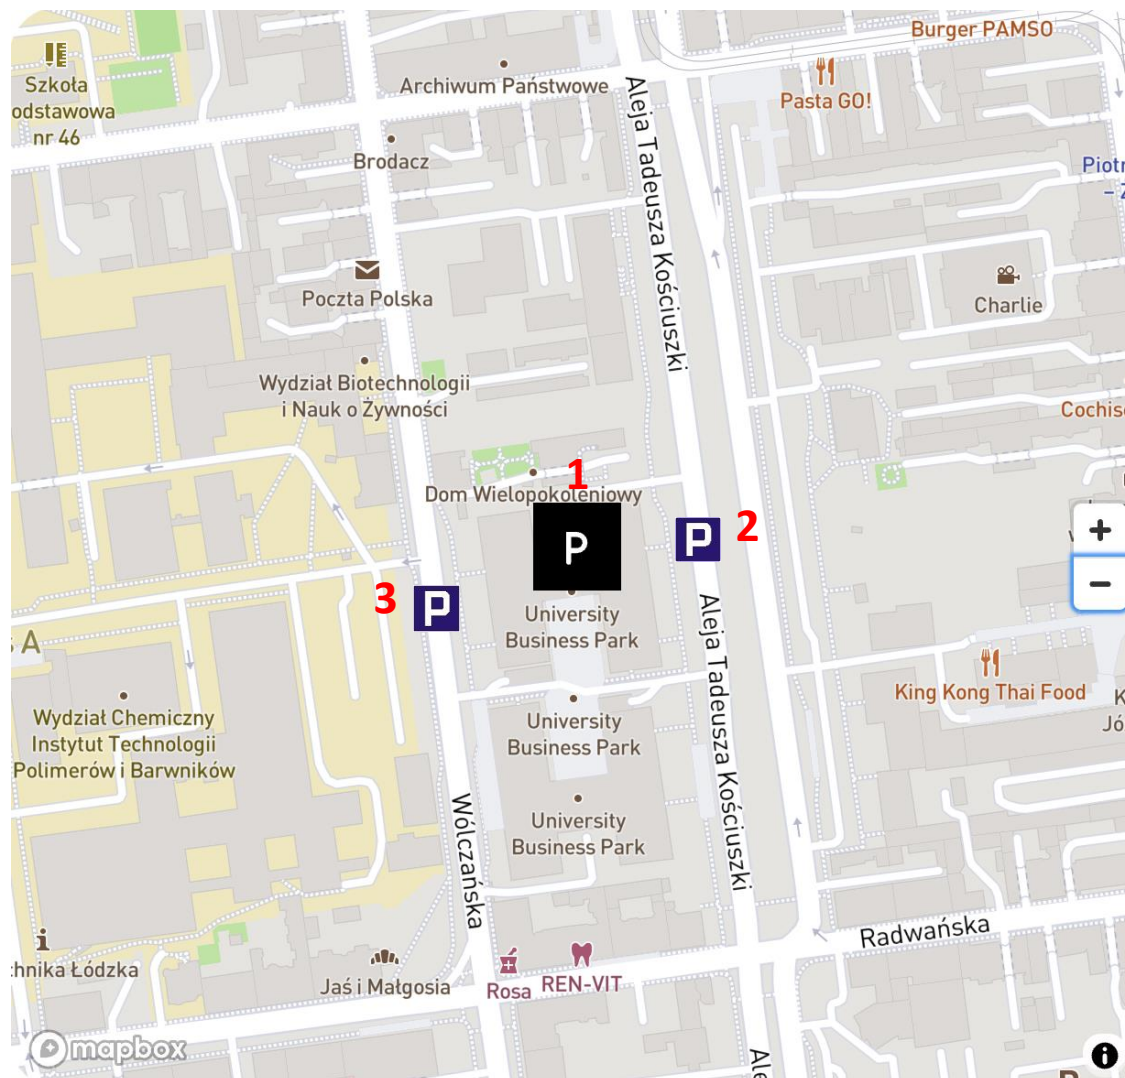 Burger PAMSO
Szkoła
odstawowa
nr 46
Archiwum Państwowe
Pasta GO!
Brodacz
Aleja Tadeusza Kościuszki
Piotr
Poczta Polska
Charlie
Wydział Biotechnologii
i Nauk o Żywności
Cochis
1
Dom Wielopokoleniowy
P
P
2
+
−
3
P
University
Business Park
Aleja Tadeusza Kościuszki
A
King Kong Thai Food
K
Jó
Wydział Chemiczny
Instytut Technologii
Polimerów i Barwników
University
Business Park
Wólczańska
University
Business Park
Radwańska
chnika Łódzka
Jaś i Małgosia
Rosa
REN-VIT
mapbox
Ale